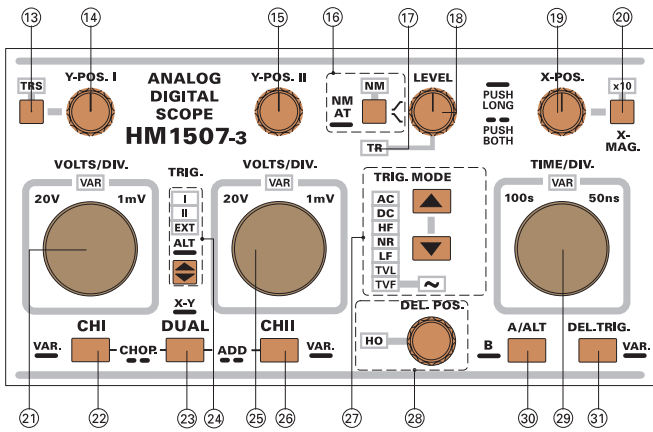 13 14 15 16 17 18 19 20
TRS
Y-POS. I
ANALOG
DIGITAL
SCOPE
HM1507-3
Y-POS. II
NM
AT
NM
LEVEL
TR
PUSH
LONG
PUSH
BOTH
X-POS.
x10
X-
MAG.
VOLTS/DIV.
VAR
20V 1mV
TRIG.
I
II
EXT
ALT
VOLTS/DIV.
VAR
20V 1mV
TRIG. MODE
AC
DC
HF
NR
LF
TVL
TVF
~
TIME/DIV.
VAR
100s 50ns
X-Y
CHI
DUAL
CHII
VAR.
CHOP.
ADD
VAR.
DEL. POS.
HO
A/ALT
B
DEL.TRIG.
VAR.
21 22 23 24 25 26 27 28 30 29 31